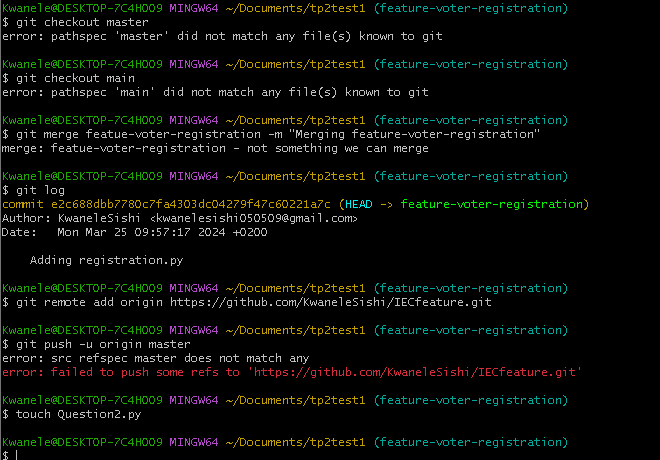 Kwanele@DESKTOP-7C4H009 MINGW64 ~/Documents/tp2test1 (feature-voter-registration)
$ git checkout master
error: pathspec 'master' did not match any file(s) known to git
Kwanele@DESKTOP-7C4H009 MINGW64 ~/Documents/tp2test1 (feature-voter-registration)
$ git checkout main
error: pathspec 'main' did not match any file(s) known to git
Kwanele@DESKTOP-7C4H009 MINGW64 ~/Documents/tp2test1 (feature-voter-registration)
$ git merge featue-voter-registration -m "Merging feature-voter-registration"
merge: featue-voter-registration - not something we can merge
Kwanele@DESKTOP-7C4H009 MINGW64 ~/Documents/tp2test1 (feature-voter-registration)
$ git log
commit e2c688dbb7780c7fa4303dc04279f47c60221a7c (HEAD -> feature-voter-registration)
Author: KwaneleSishi <kwanelesishi050509@gmail.com>
Date:   Mon Mar 25 09:57:17 2024 +0200
Adding registration.py
Kwanele@DESKTOP-7C4H009 MINGW64 ~/Documents/tp2test1 (feature-voter-registration)
$ git remote add origin https://github.com/KwaneleSishi/IECfeature.git
Kwanele@DESKTOP-7C4H009 MINGW64 ~/Documents/tp2test1 (feature-voter-registration)
$ git push -u origin master
error: src refspec master does not match any
error: failed to push some refs to 'https://github.com/KwaneleSishi/IECfeature.git'
Kwanele@DESKTOP-7C4H009 MINGW64 ~/Documents/tp2test1 (feature-voter-registration)
$ touch Question2.py
Kwanele@DESKTOP-7C4H009 MINGW64 ~/Documents/tp2test1 (feature-voter-registration)
$